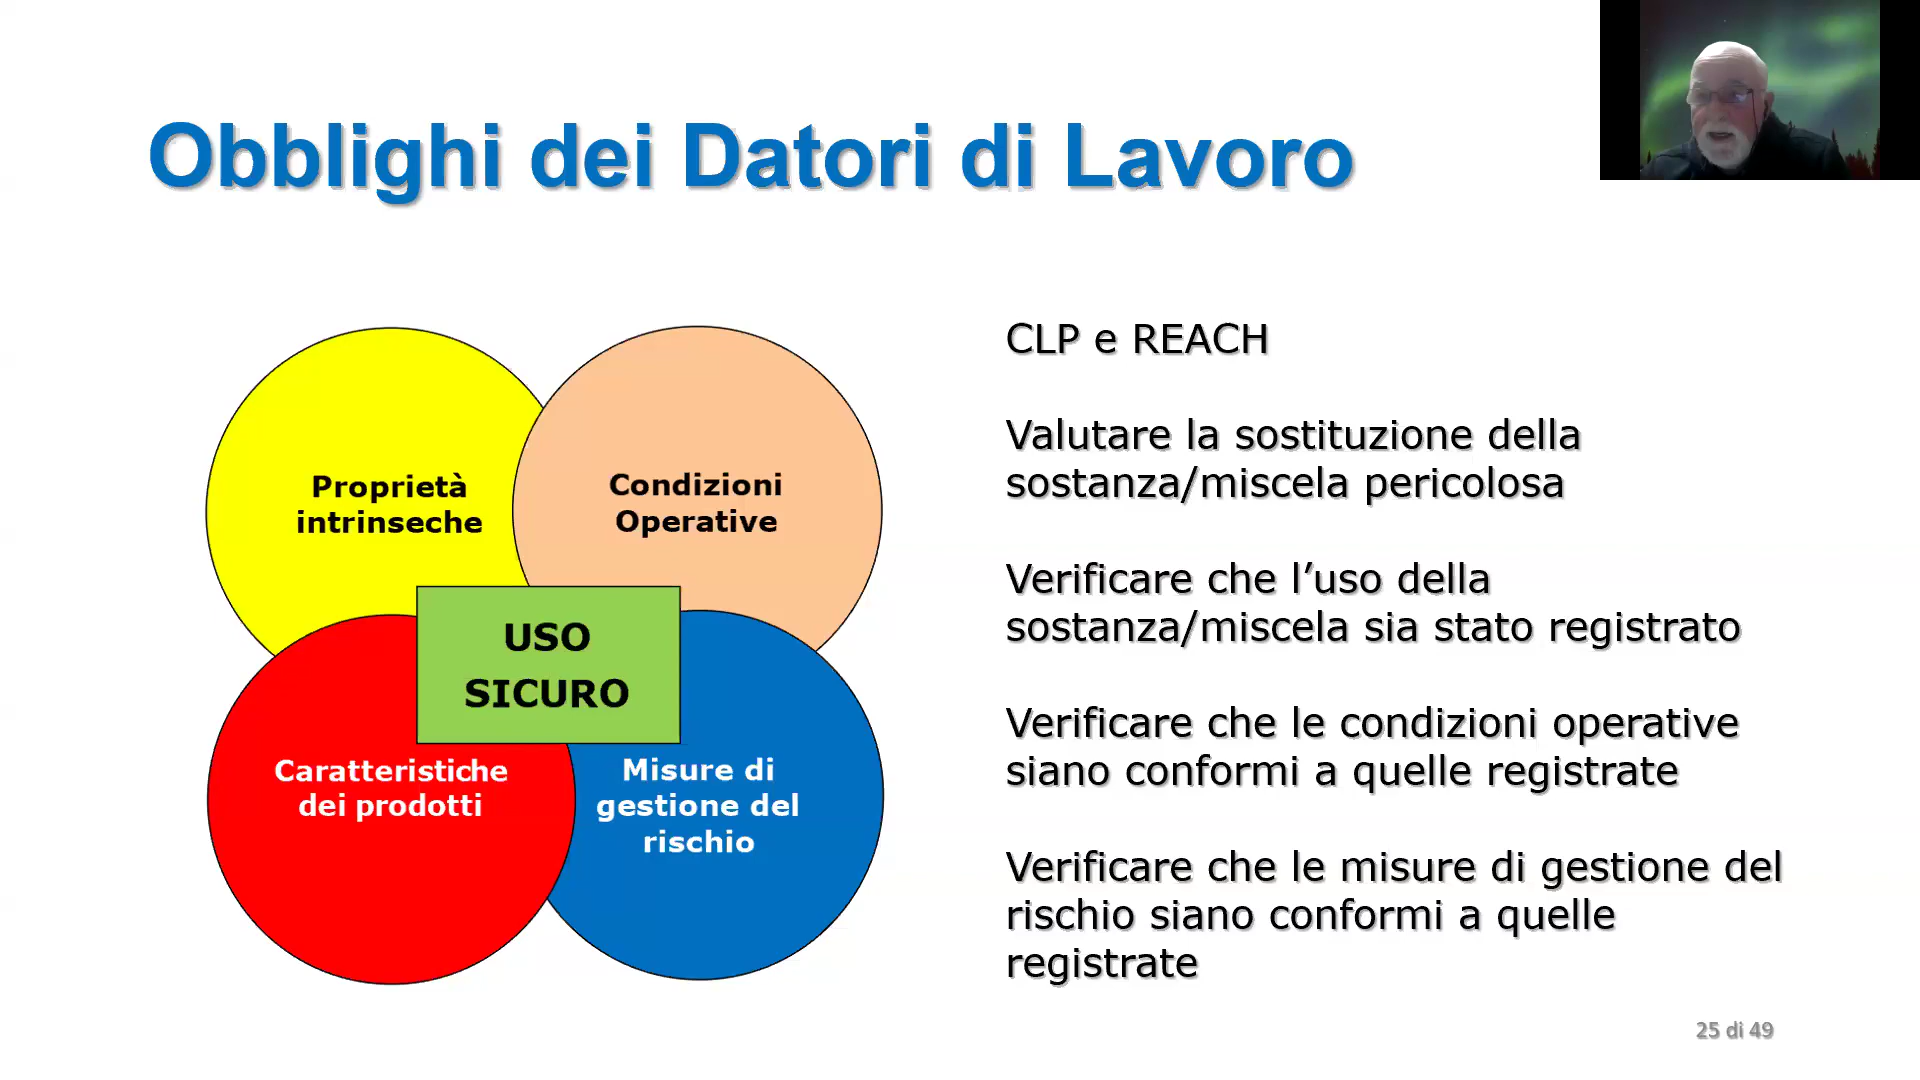 Obblighi dei Datori di Lavoro
Proprietà
intrinseche
Condizioni
Operative
USO
SICURO
Caratteristiche
dei prodotti
Misure di
gestione del
rischio
CLP e REACH
Valutare la sostituzione della
sostanza/miscela pericolosa
Verificare che l’uso della
sostanza/miscela sia stato registrato
Verificare che le condizioni operative
siano conformi a quelle registrate
Verificare che le misure di gestione del
rischio siano conformi a quelle
registrate
25 di 49